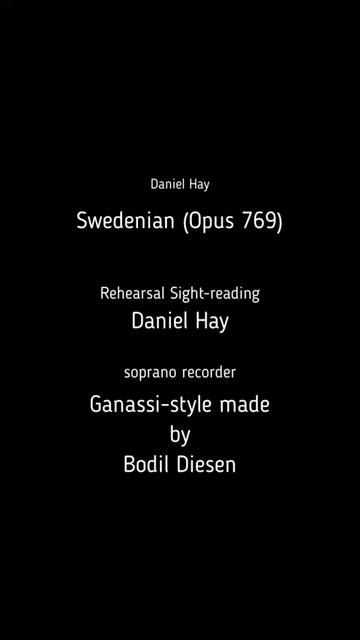 Daniel Hay
Swedenian (Opus 769)
Rehearsal Sight-reading
Daniel Hay
soprano recorder
Ganassi-style made
by
Bodil Diesen